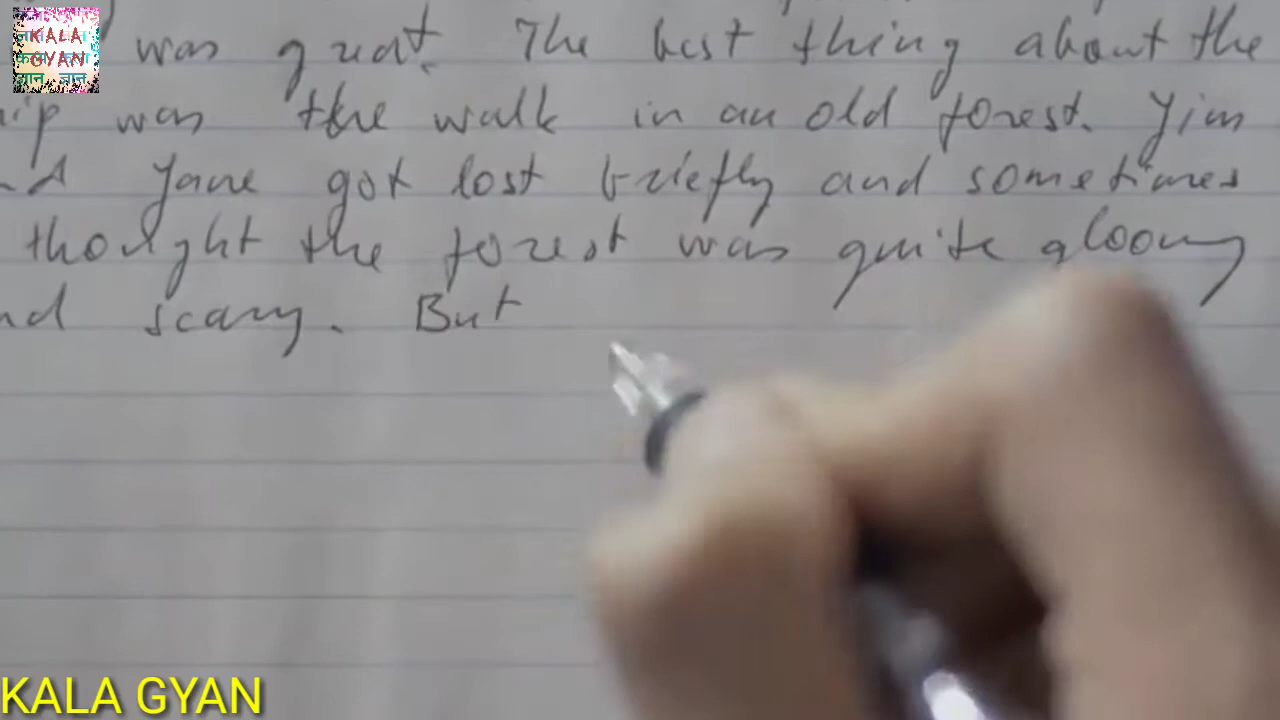 KALA
GYAN
was great. The best thing about the
was the walk in an old forest. Jim
Jane got lost briefly and sometimes
thought the forest was quite gloomy
scary. But
KALA GYAN